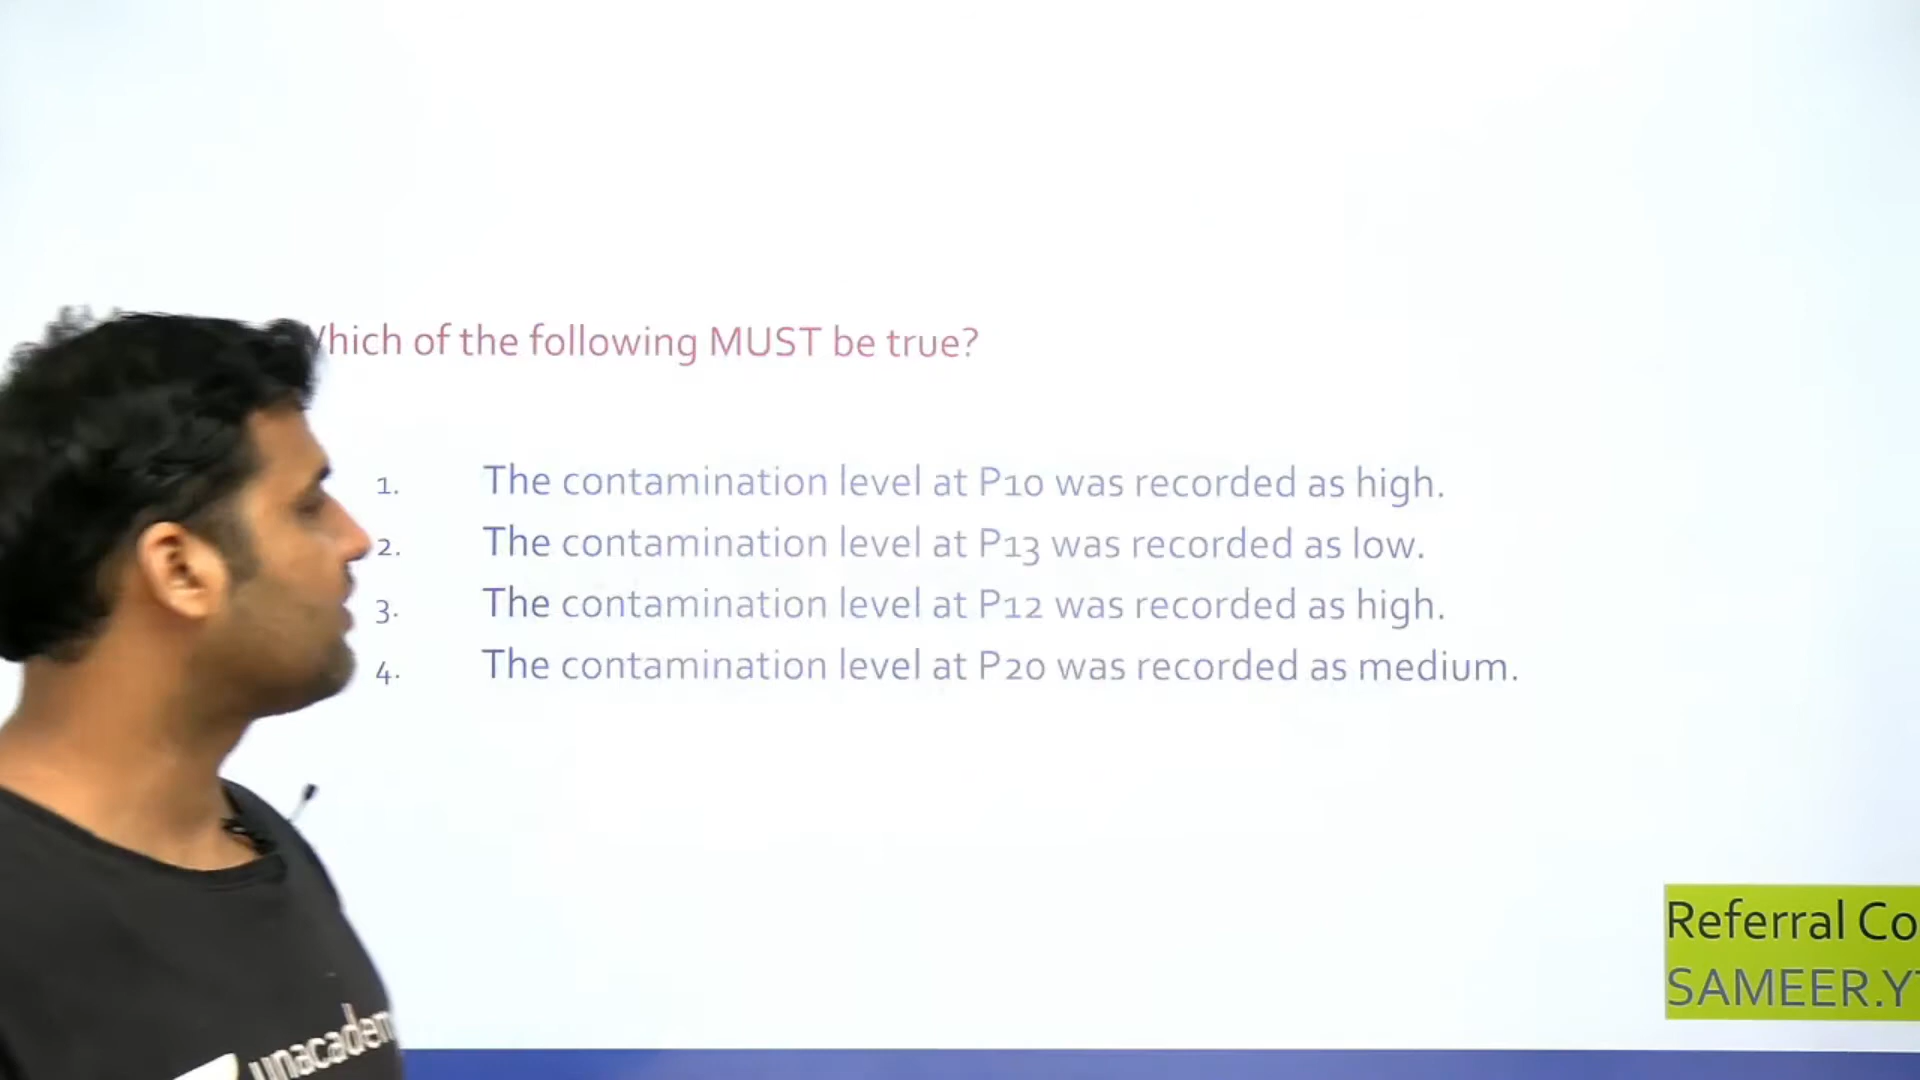 Which of the following MUST be true?
1. The contamination level at P10 was recorded as high.
2. The contamination level at P13 was recorded as low.
3. The contamination level at P12 was recorded as high.
4. The contamination level at P20 was recorded as medium.
Referral Co
SAMEER.YT
unacadem